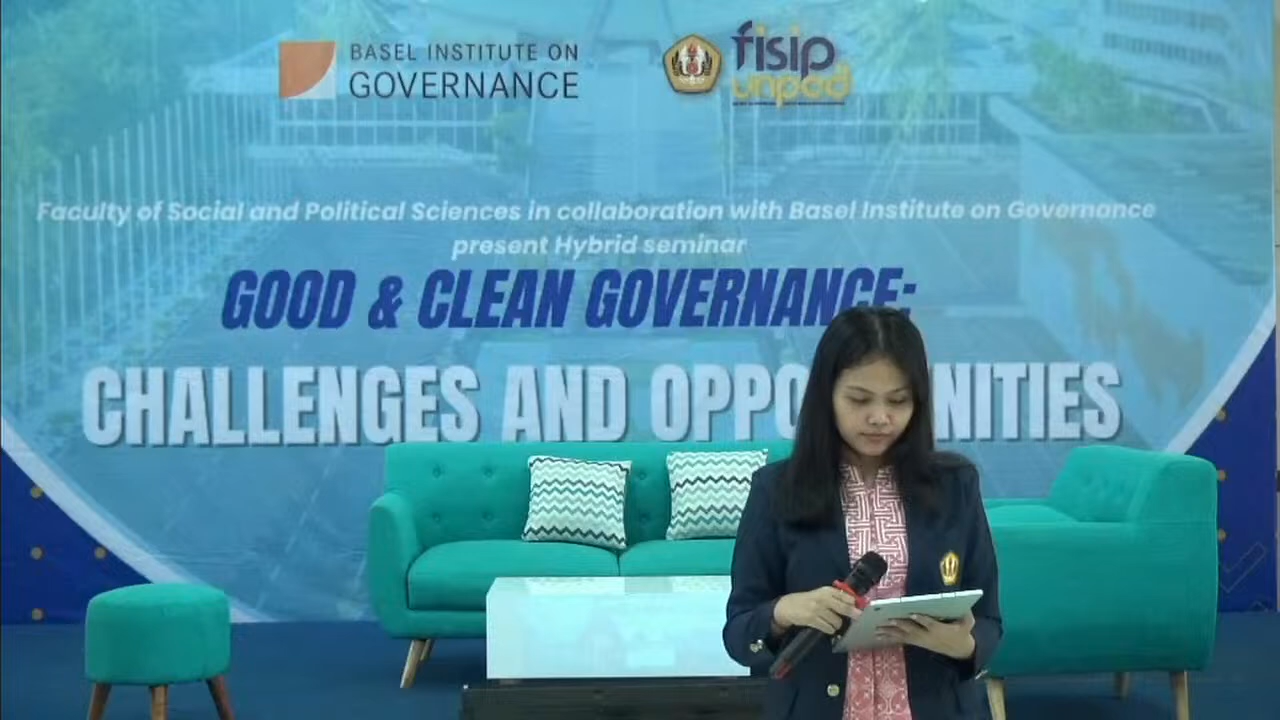 BASEL INSTITUTE ON
GOVERNANCE
fisip
unpad
Faculty of Social and Political Sciences in collaboration with Basel Institute on Governance
present Hybrid seminar
GOOD & CLEAN GOVERNANCE:
CHALLENGES AND OPPO NITIES